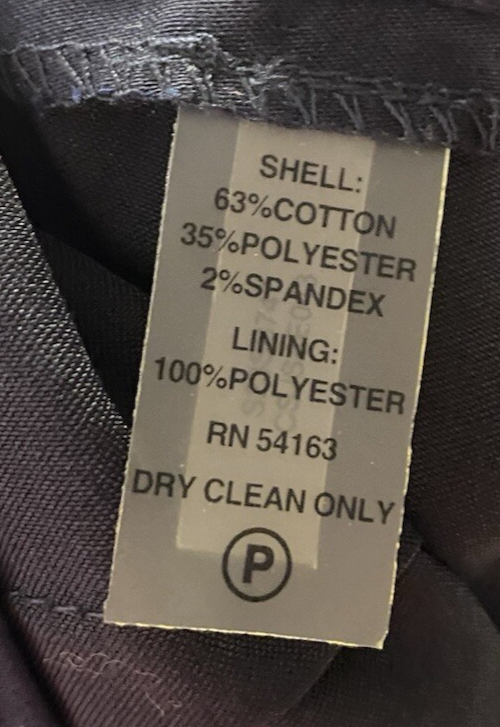 SHELL:
63%COTTON
35%POLYESTER
2%SPANDEX
LINING:
100%POLYESTER
RN 54163
DRY CLEAN ONLY
P